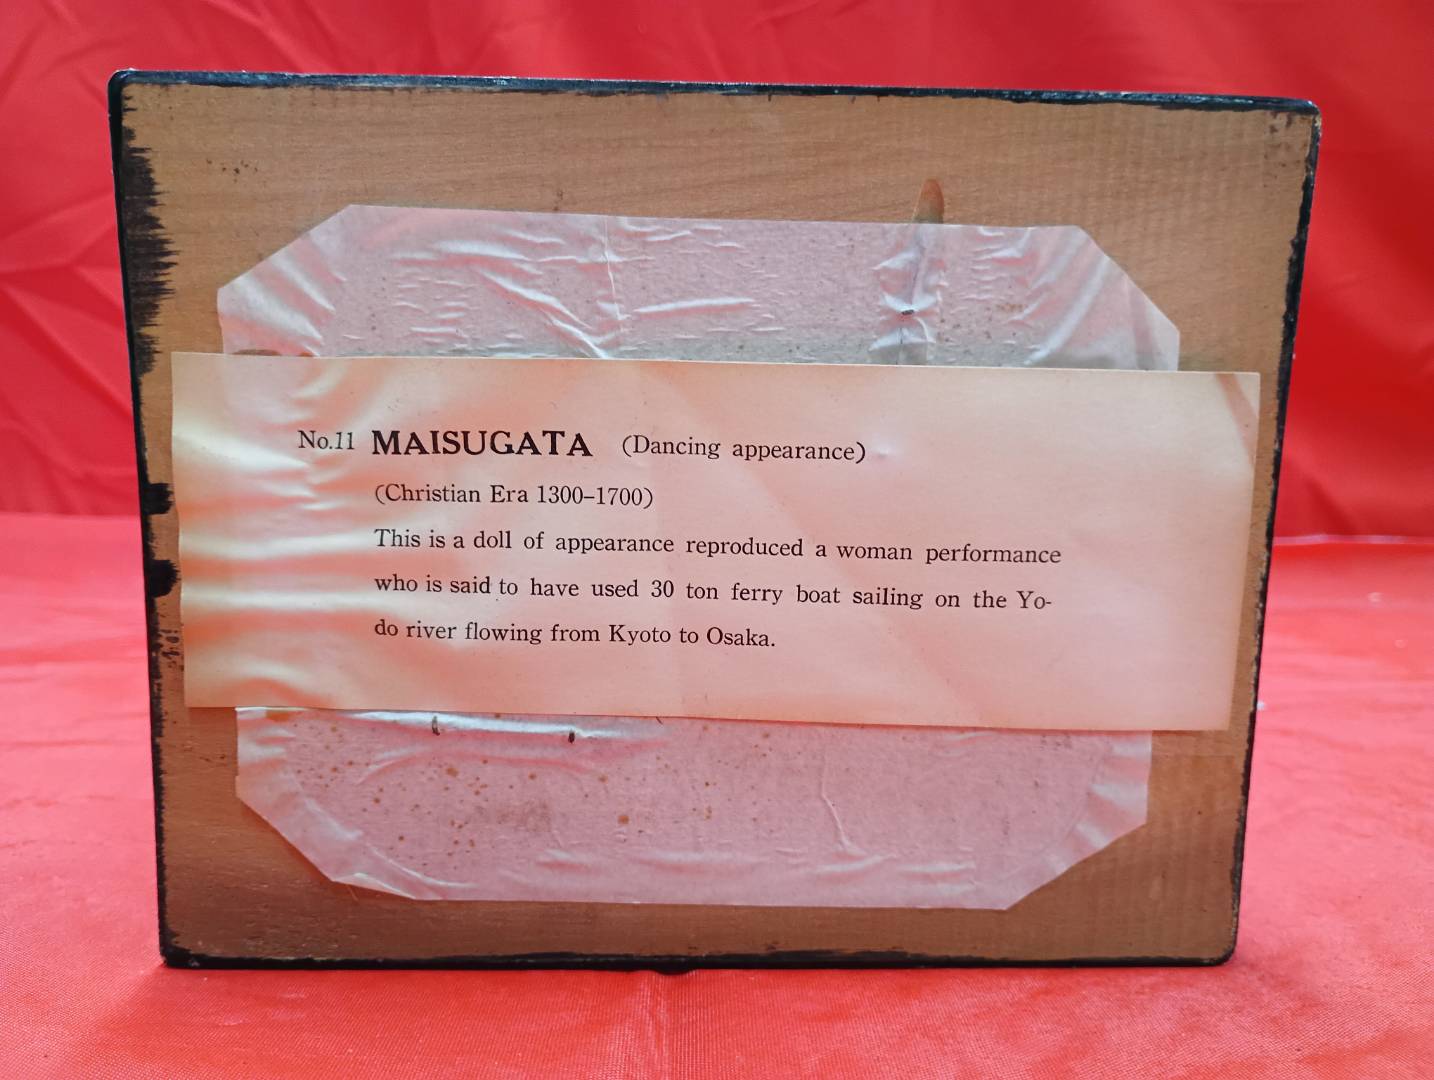 No.11 MAISUGATA (Dancing appearance)
(Christian Era 1300–1700)
This is a doll of appearance reproduced a woman performance
who is said to have used 30 ton ferry boat sailing on the Yo-
do river flowing from Kyoto to Osaka.